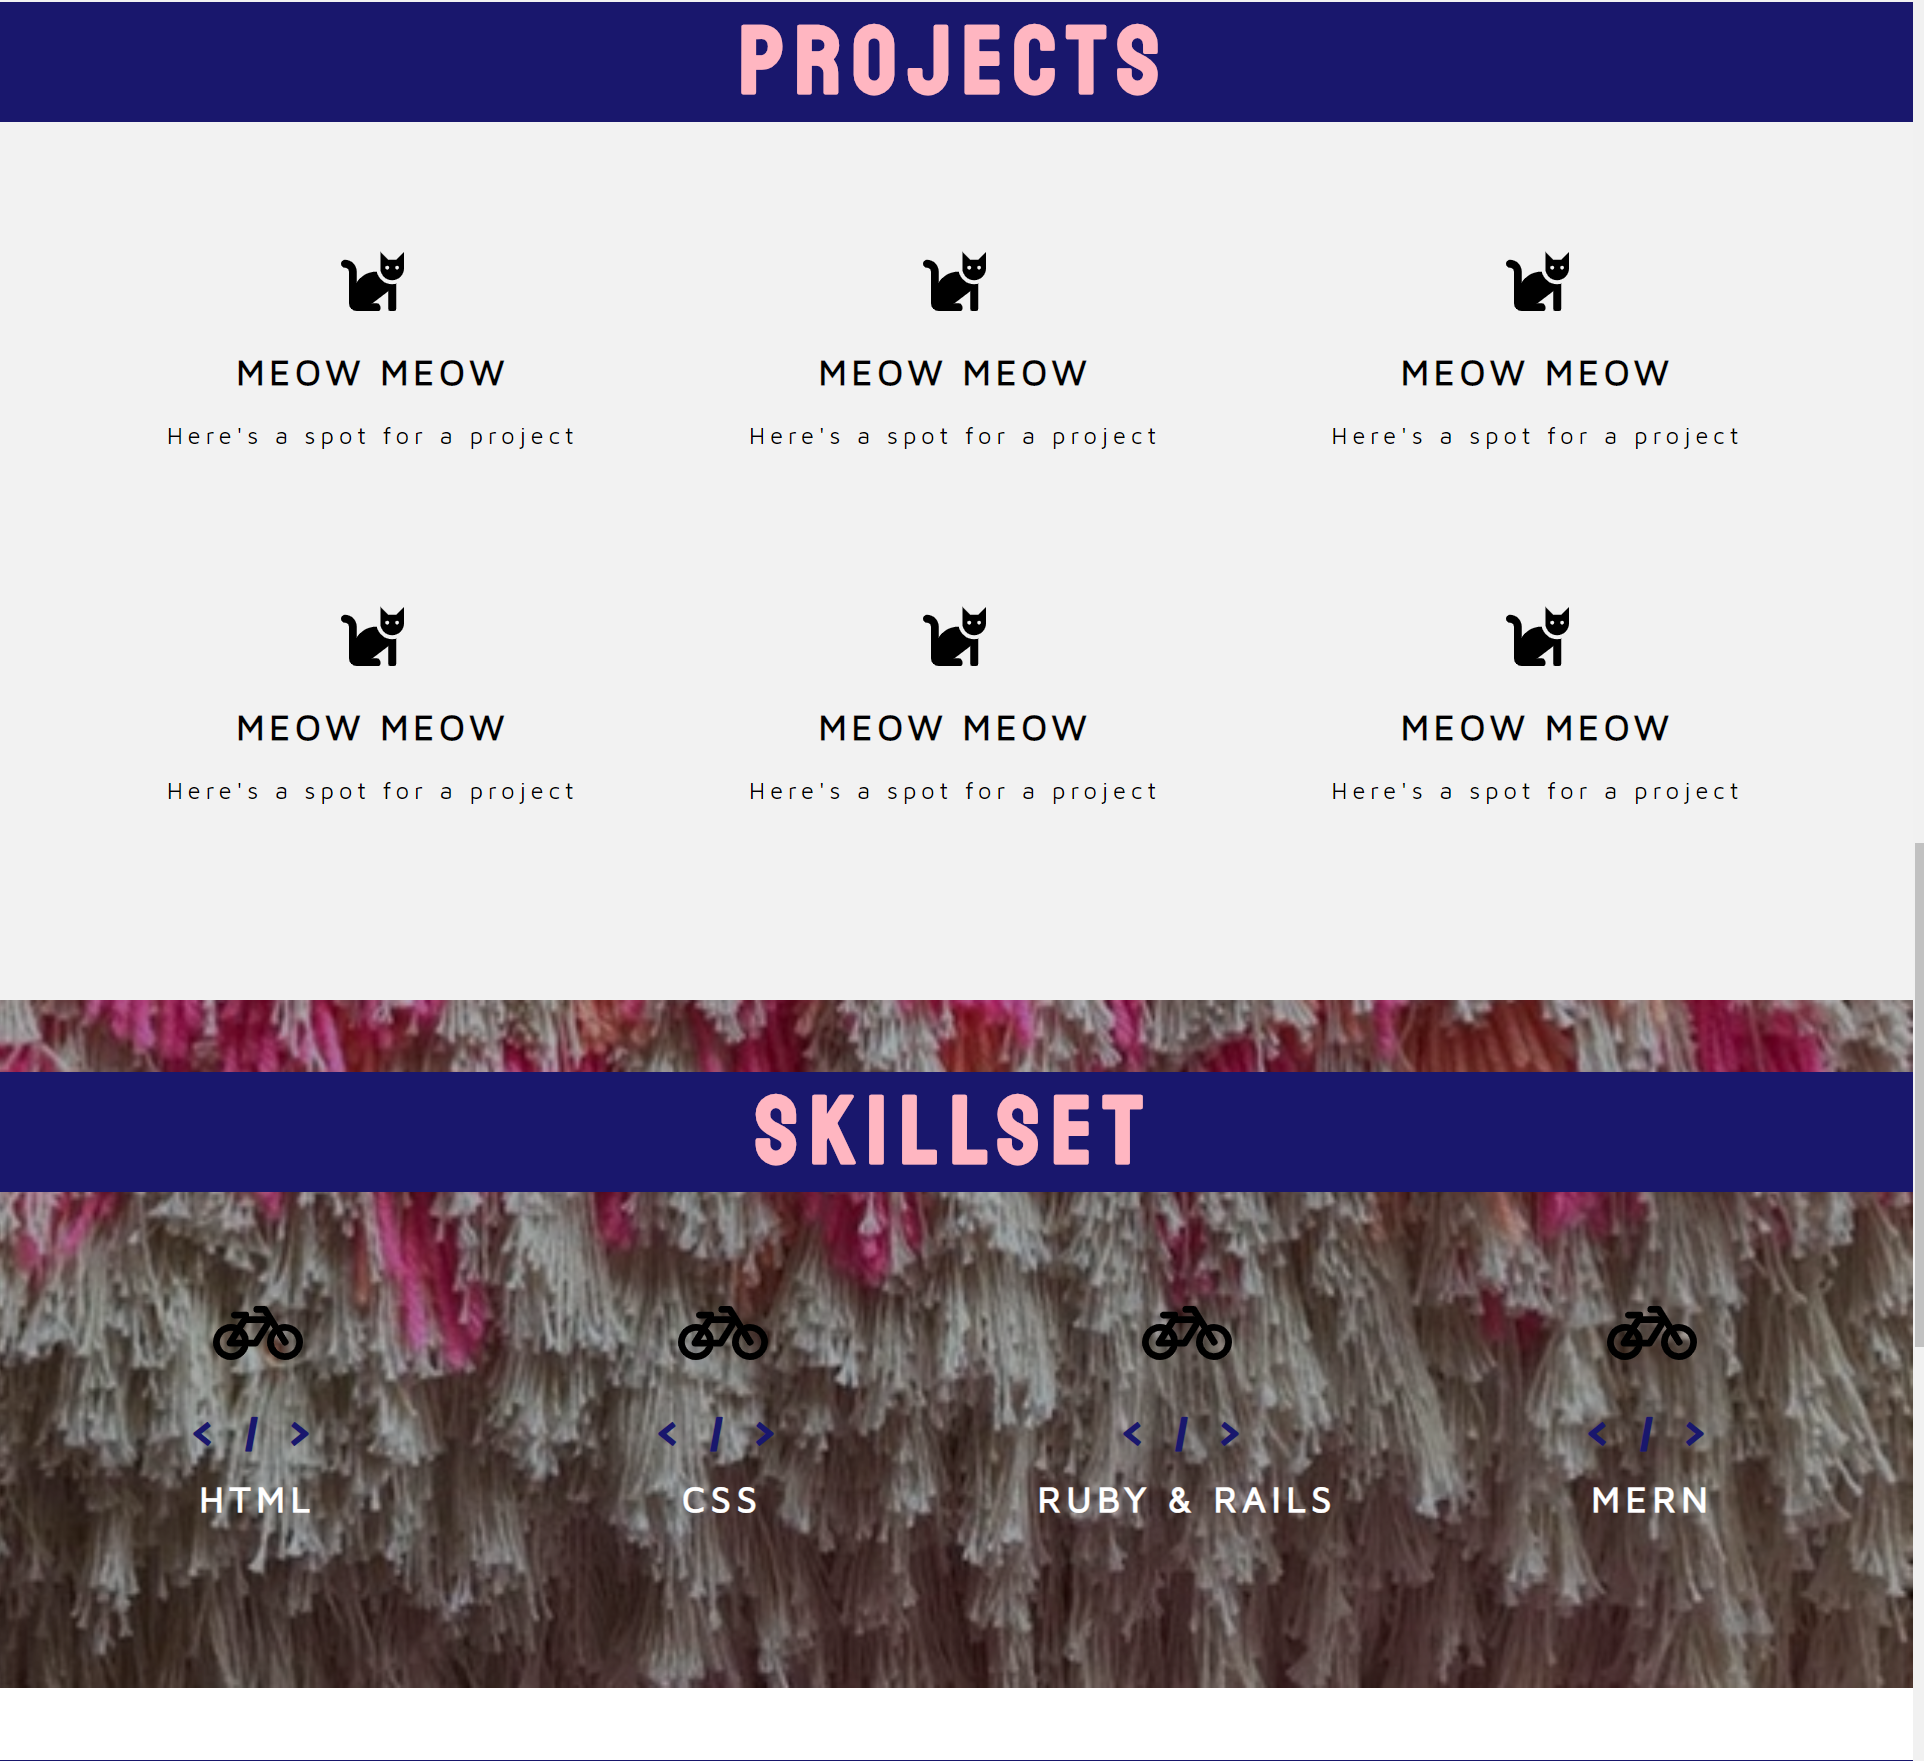 PROJECTS
MEOW MEOW MEOW MEOW MEOW MEOW
Here's a spot for a project Here's a spot for a project Here's a spot for a project
MEOW MEOW MEOW MEOW MEOW MEOW
Here's a spot for a project Here's a spot for a project Here's a spot for a project
SKILLSET
< / > < / > < / > < / >
HTML CSS RUBY & RAILS MERN